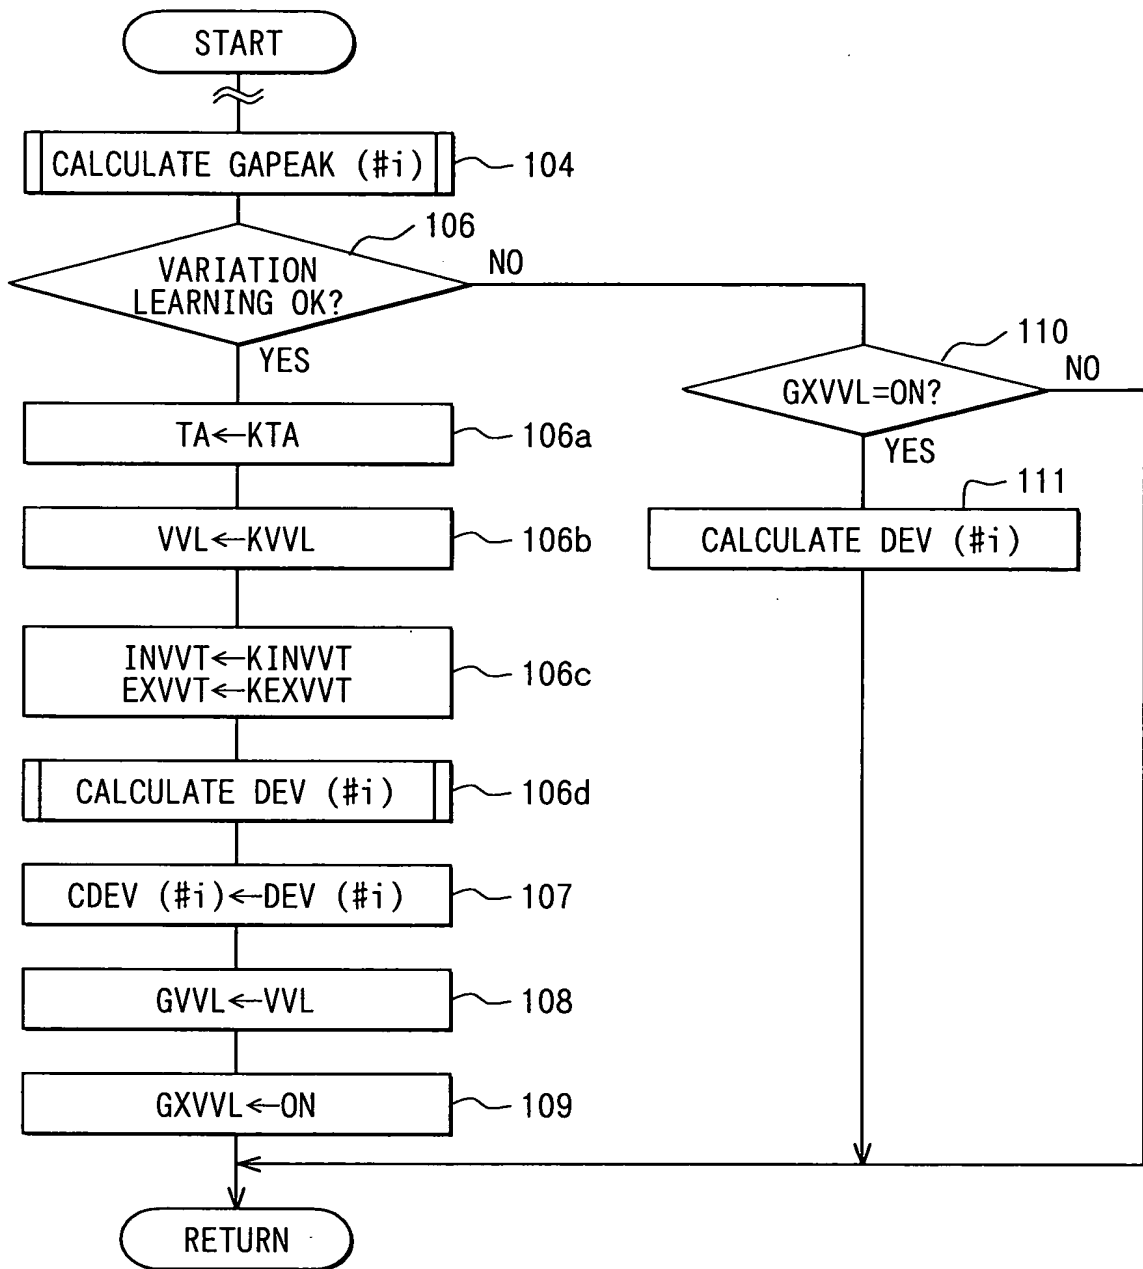 START
CALCULATE GAPEAK (#i)
104
106
VARIATION
LEARNING OK?
NO
YES
110
GXVVL=ON?
NO
YES
TA←KTA
106a
111
CALCULATE DEV (#i)
VVL←KVVL
106b
INVVT←KINVVT
EXVVT←KEXVVT
106c
CALCULATE DEV (#i)
106d
CDEV (#i)←DEV (#i)
107
GVVL←VVL
108
GXVVL←ON
109
RETURN